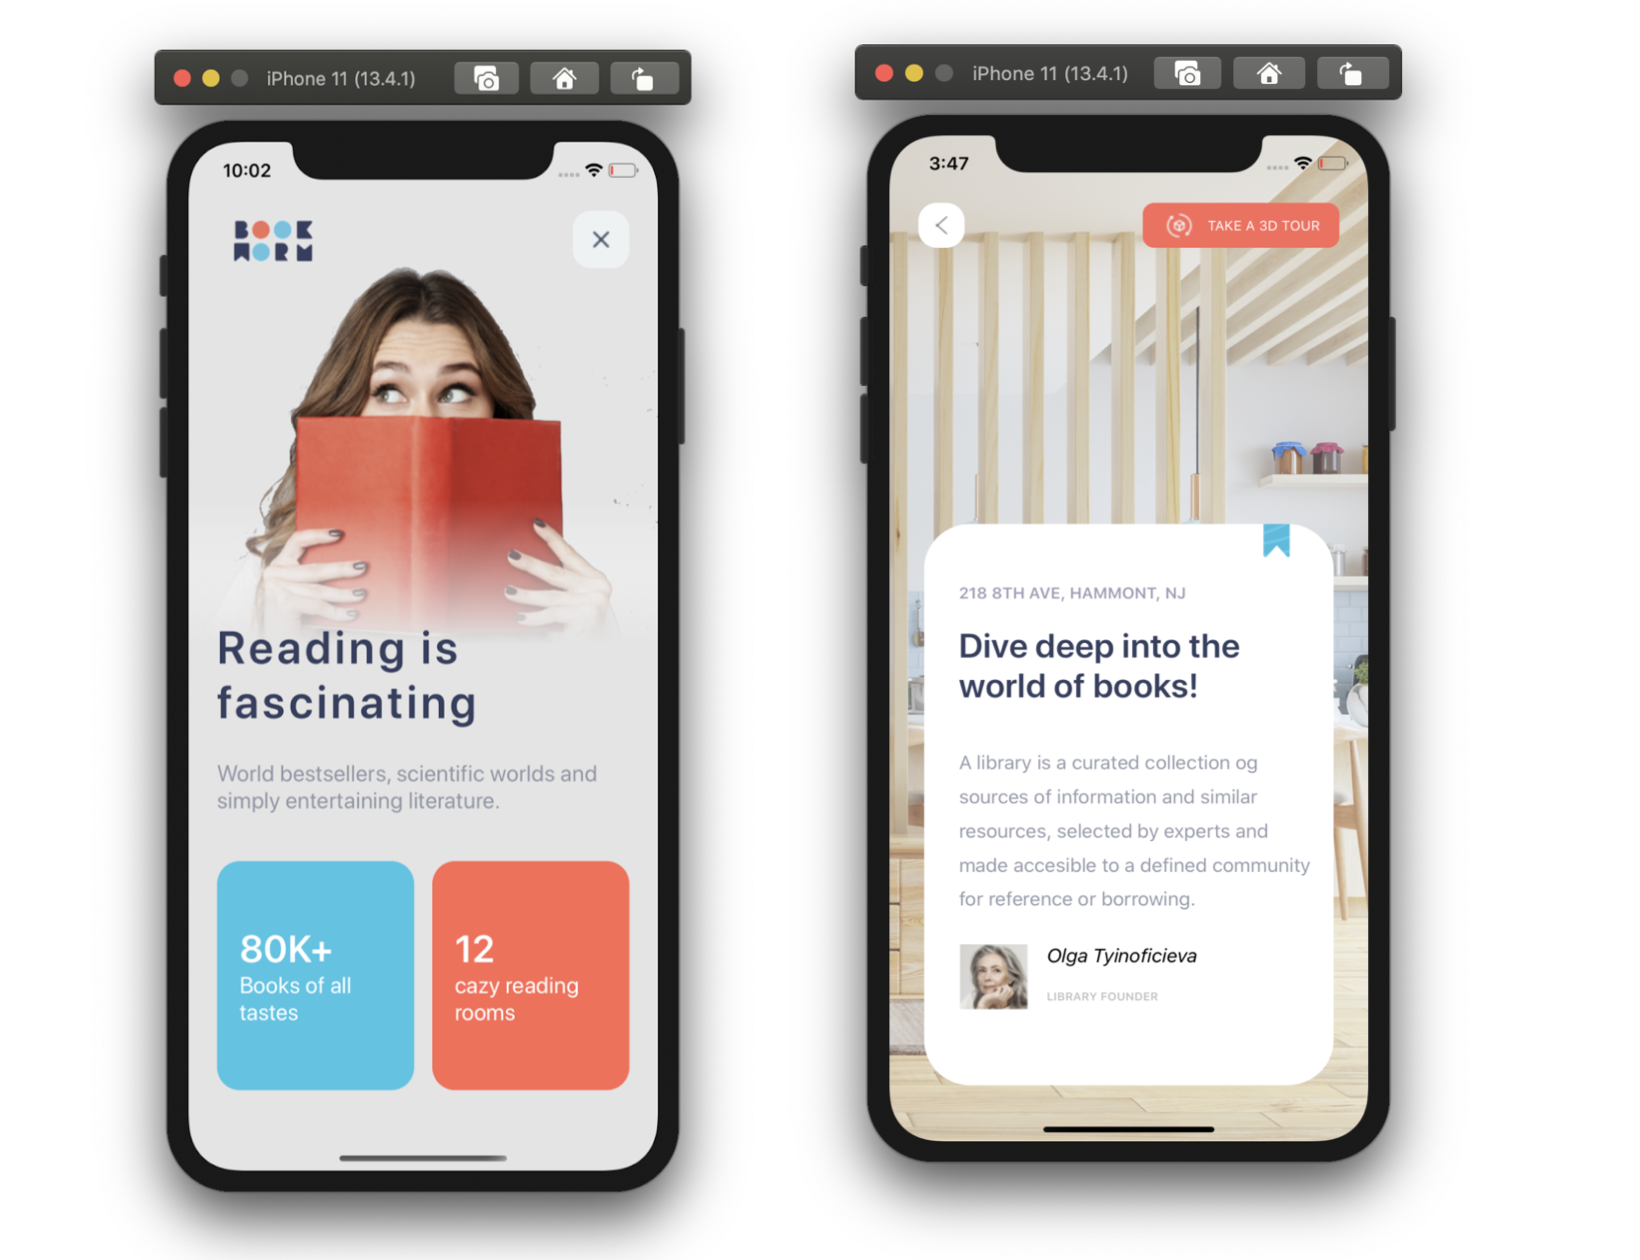 iPhone 11 (13.4.1)
10:02
BOOK
WORM
Reading is
fascinating
World bestsellers, scientific worlds and
simply entertaining literature.
80K+
Books of all
tastes
12
cazy reading
rooms
iPhone 11 (13.4.1)
3:47
TAKE A 3D TOUR
218 8TH AVE, HAMMONT, NJ
Dive deep into the
world of books!
A library is a curated collection og
sources of information and similar
resources, selected by experts and
made accesible to a defined community
for reference or borrowing.
Olga Tyinoficieva
LIBRARY FOUNDER